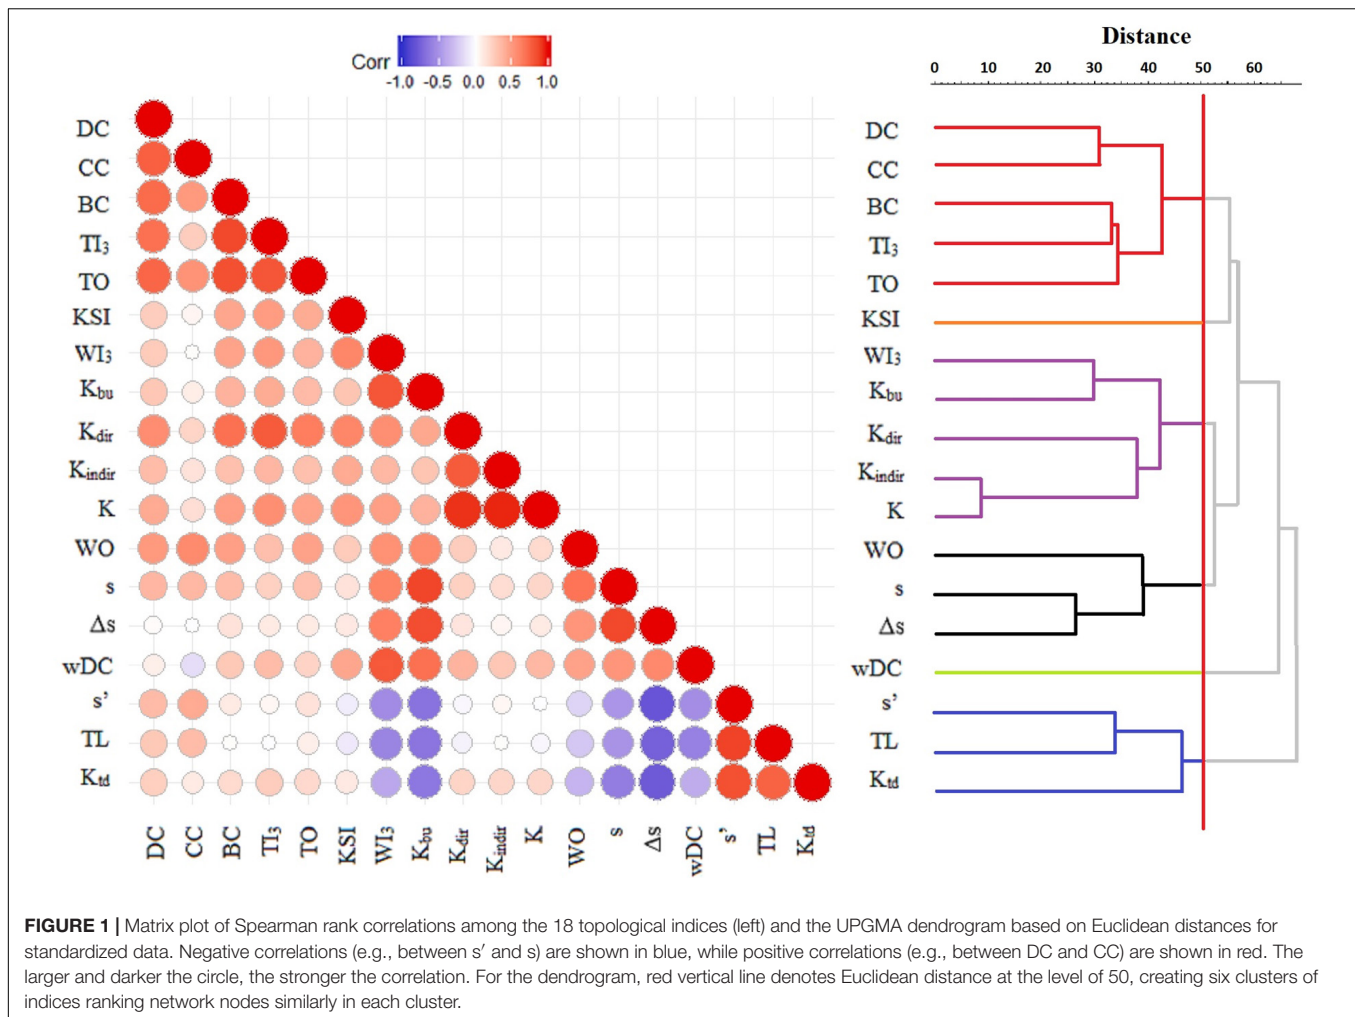 Distance
Corr
-1.0 -0.5 0.0 0.5 1.0
0 10 20 30 40 50 60
DC
CC
BC
TI3
TO
KSI
WI3
Kbu
Kdir
Kindir
K
WO
s
Δs
wDC
s’
TL
Ktd
DC CC BC TI3 TO KSI WI3 Kbu Kdir Kindir K WO s Δs wDC s’ TL Ktd
DC
CC
BC
TI3
TO
KSI
WI3
Kbu
Kdir
Kindir
K
WO
s
Δs
wDC
s’
TL
Ktd
FIGURE 1 | Matrix plot of Spearman rank correlations among the 18 topological indices (left) and the UPGMA dendrogram based on Euclidean distances for
standardized data. Negative correlations (e.g., between s′ and s) are shown in blue, while positive correlations (e.g., between DC and CC) are shown in red. The
larger and darker the circle, the stronger the correlation. For the dendrogram, red vertical line denotes Euclidean distance at the level of 50, creating six clusters of
indices ranking network nodes similarly in each cluster.